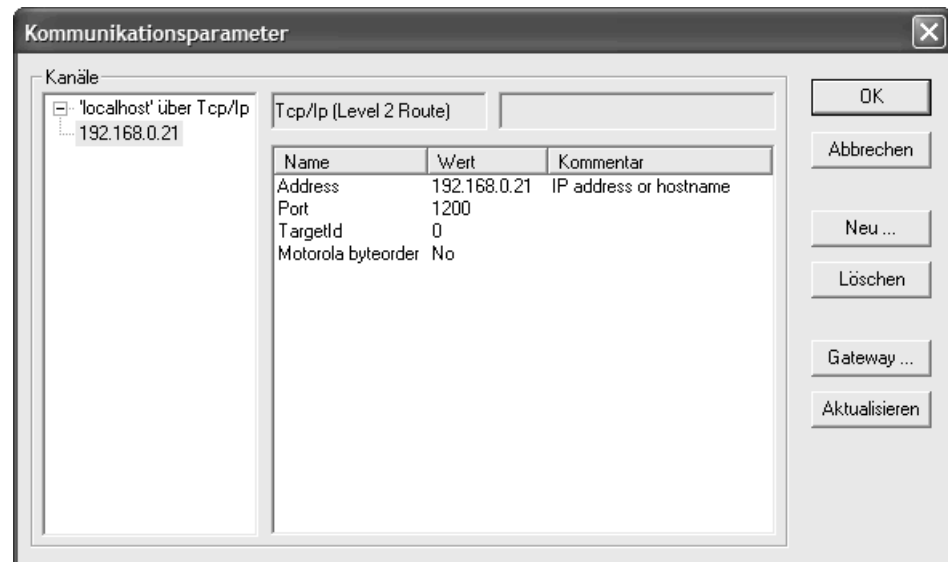 Kommunikationsparameter
Kanäle
'localhost' über Tcp/Ip
192.168.0.21
Tcp/Ip (Level 2 Route)
Name Wert Kommentar
Address 192.168.0.21 IP address or hostname
Port 1200
TargetId 0
Motorola byteorder No
OK
Abbrechen
Neu ...
Löschen
Gateway ...
Aktualisieren